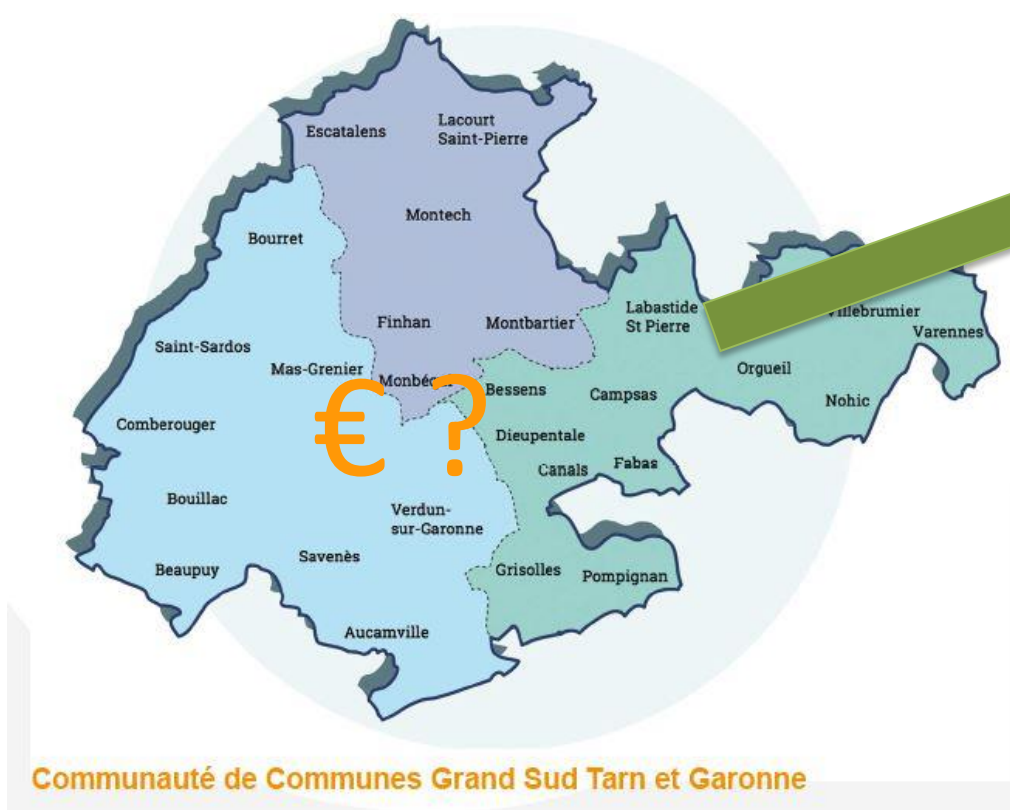 Escatalens
Lacourt
Saint-Pierre
Montech
Bourret
Labastide
St Pierre
Finhan
Montbartier
Varennes
Saint-Sardos
Mas-Grenier
Orgueil
Bessens
Campsas
Nohic
Comberouger
€ ?
Dieupentale
Canals
Fabas
Bouillac
Verdun-
sur-Garonne
Savenès
Beaupuy
Grisolles
Pompignan
Aucamville
Communauté de Communes Grand Sud Tarn et Garonne